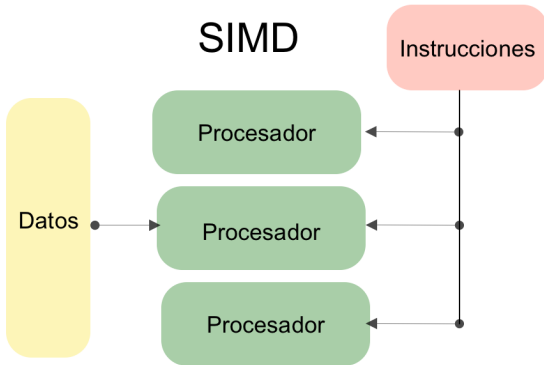 SIMD
Instrucciones
Procesador
Datos
Procesador
Procesador